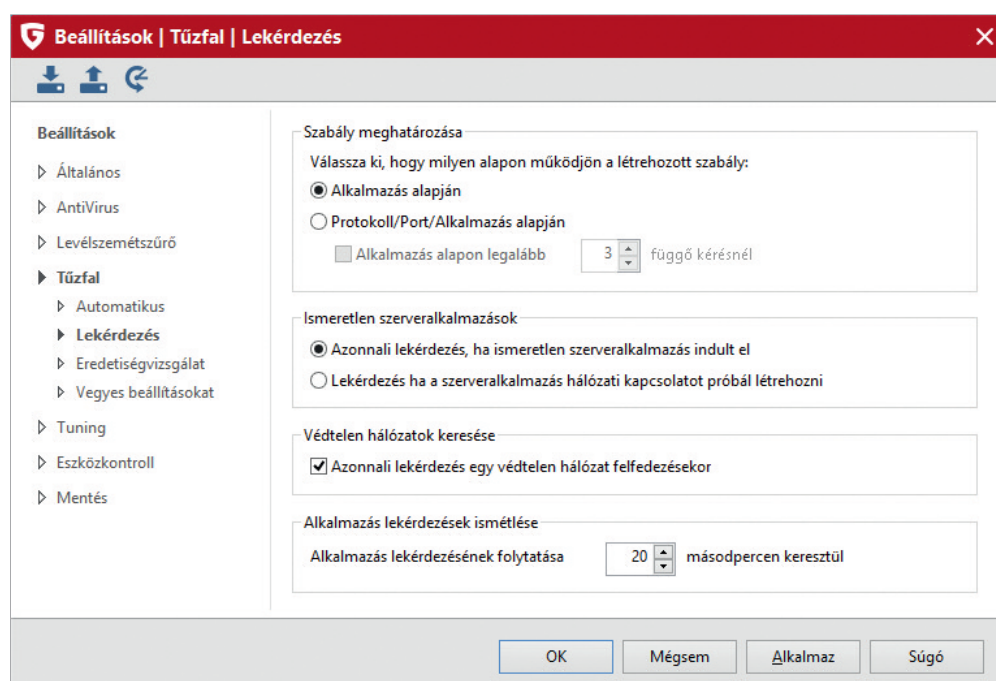 Beállítások | Tűzfal | Lekérdezés
Beállítások
Általános
AntiVirus
Levélszemétszűrő
Tűzfal
Automatikus
Lekérdezés
Eredetiségvizsgálat
Vegyes beállításokat
Tuning
Eszközkontroll
Mentés
Szabály meghatározása
Válassza ki, hogy milyen alapon működjön a létrehozott szabály:
Alkalmazás alapján
Protokoll/Port/Alkalmazás alapján
Alkalmazás alapon legalább 3 függő kérésnél
Ismeretlen szerveralkalmazások
Azonnali lekérdezés, ha ismeretlen szerveralkalmazás indult el
Lekérdezés ha a szerveralkalmazás hálózati kapcsolatot próbál létrehozni
Védtelen hálózatok keresése
Azonnali lekérdezés egy védtelen hálózat felfedezésekor
Alkalmazás lekérdezések ismétlése
Alkalmazás lekérdezésének folytatása 20 másodpercen keresztül
OK Mégsem Alkalmaz Súgó